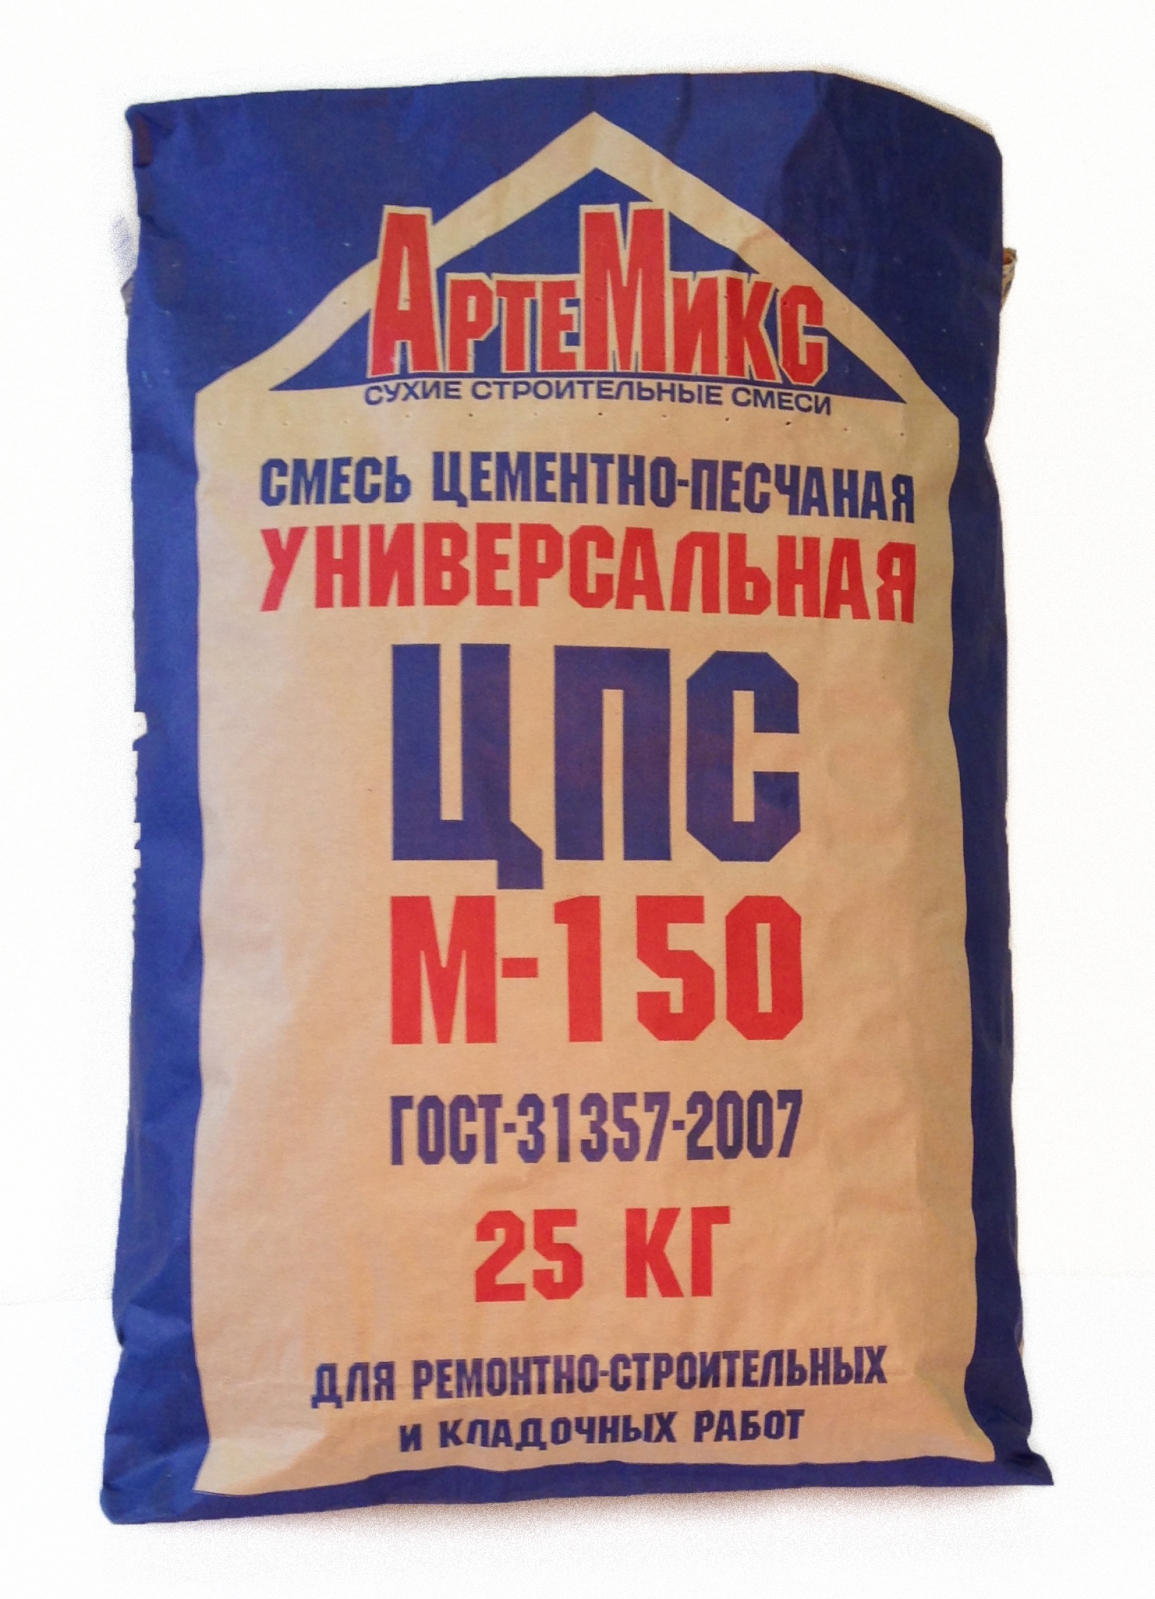 АртеМикс
СУХИЕ СТРОИТЕЛЬНЫЕ СМЕСИ
СМЕСЬ ЦЕМЕНТНО-ПЕСЧАНАЯ
УНИВЕРСАЛЬНАЯ
ЦПС
М-150
ГОСТ-31357-2007
25 КГ
ДЛЯ РЕМОНТНО-СТРОИТЕЛЬНЫХ
И КЛАДОЧНЫХ РАБОТ